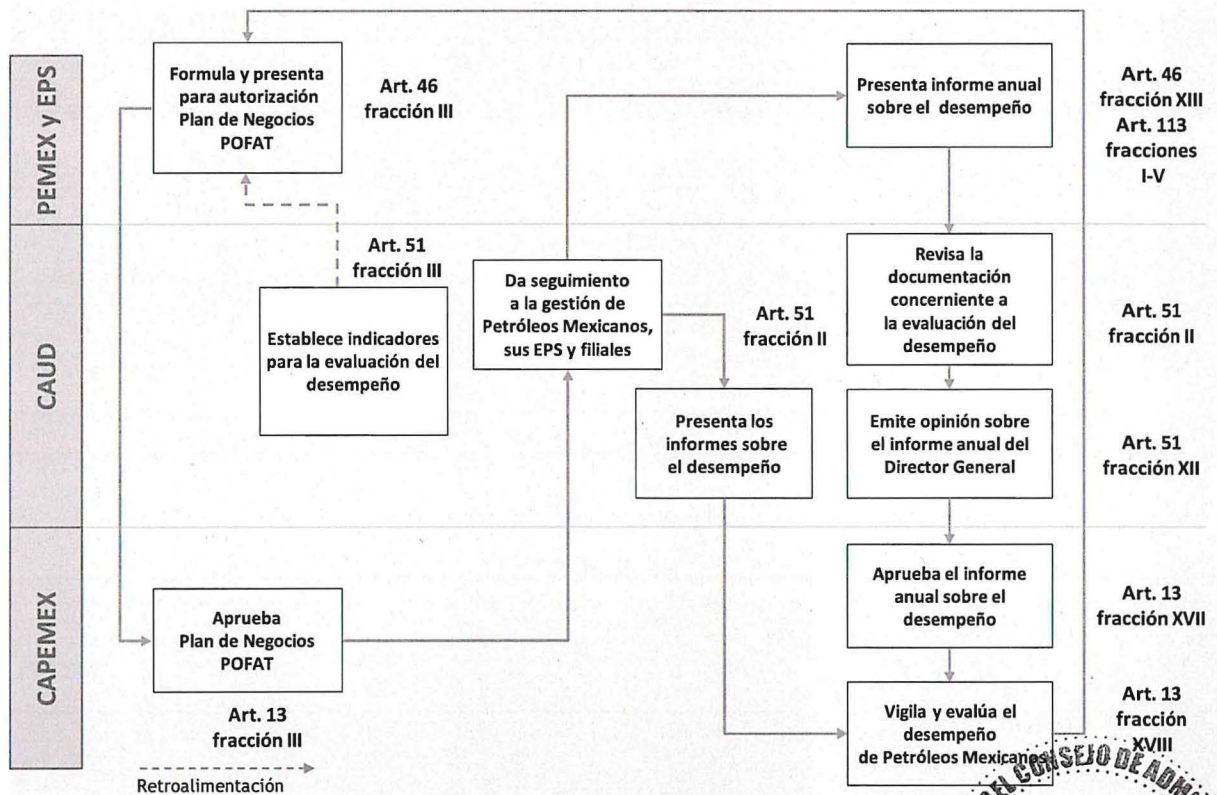 PEMEX y EPS
Formula y presenta
para autorización
Plan de Negocios
POFAT
Art. 46
fracción III
Presenta informe anual
sobre el desempeño
Art. 46
fracción XIII
Art. 113
fracciones
I-V
CAUD
Art. 51
fracción III
Establece indicadores
para la evaluación del
desempeño
Da seguimiento
a la gestión de
Petróleos Mexicanos,
sus EPS y filiales
Art. 51
fracción II
Presenta los
informes sobre
el desempeño
Revisa la
documentación
concerniente a
la evaluación del
desempeño
Art. 51
fracción II
Emite opinión sobre
el informe anual del
Director General
Art. 51
fracción XII
CAPEMEX
Aprueba
Plan de Negocios
POFAT
Art. 13
fracción III
Aprueba el informe
anual sobre el
desempeño
Art. 13
fracción XVII
Vigila y evalúa el
desempeño
de Petróleos Mexicanos
Art. 13
fracción
XVIII
Retroalimentación
EL CONSEJO DE